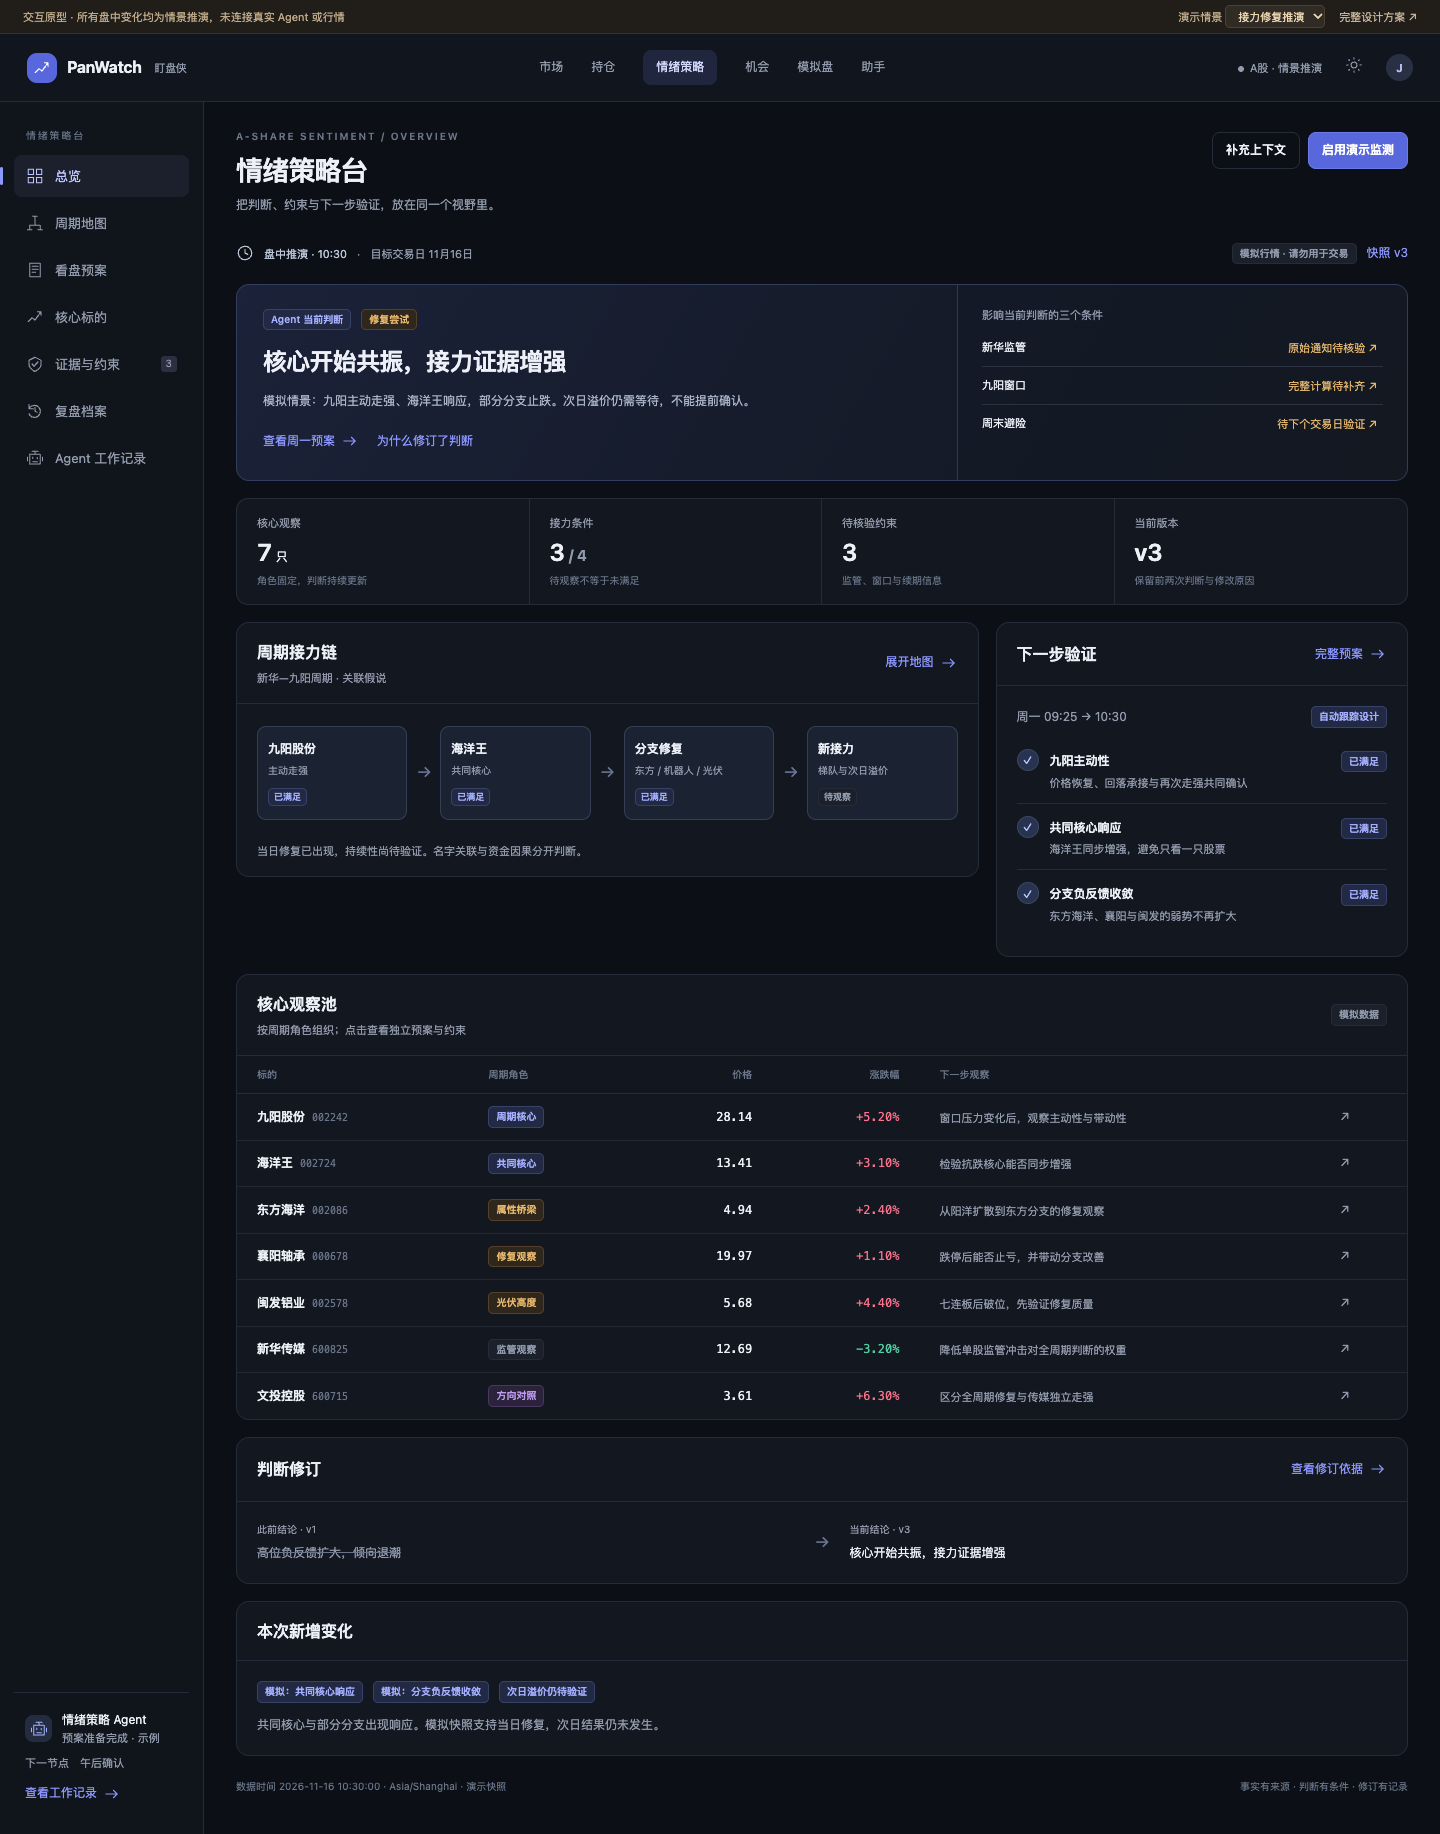 交互原型 · 所有盘中变化均为情景推演，未连接真实 Agent 或行情
演示情景 接力修复推演 完整设计方案 ↗
PanWatch 盯盘侠
市场 持仓 情绪策略 机会 模拟盘 助手
A股 · 情景推演
J
情绪策略台
总览
周期地图
看盘预案
核心标的
证据与约束 3
复盘档案
Agent 工作记录
情绪策略 Agent
预案准备完成 · 示例
下一节点 午后确认
查看工作记录 →
A-SHARE SENTIMENT / OVERVIEW
情绪策略台
把判断、约束与下一步验证，放在同一个视野里。
补充上下文 启用演示监测
盘中推演 · 10:30 · 目标交易日 11月16日
模拟行情 · 请勿用于交易 快照 v3
Agent 当前判断 修复尝试
核心开始共振，接力证据增强
模拟情景：九阳主动走强、海洋王响应，部分分支止跌。次日溢价仍需等待，不能提前确认。
查看周一预案 → 为什么修订了判断
影响当前判断的三个条件
新华监管 原始通知待核验 ↗
九阳窗口 完整计算待补齐 ↗
周末避险 待下个交易日验证 ↗
核心观察
7 只
角色固定，判断持续更新
接力条件
3 / 4
待观察不等于未满足
待核验约束
3
监管、窗口与续期信息
当前版本
v3
保留前两次判断与修改原因
周期接力链
新华—九阳周期 · 关联假说
展开地图 →
九阳股份
主动走强
已满足
→
海洋王
共同核心
已满足
→
分支修复
东方 / 机器人 / 光伏
已满足
→
新接力
梯队与次日溢价
待观察
当日修复已出现，持续性尚待验证。名字关联与资金因果分开判断。
下一步验证 完整预案 →
周一 09:25 → 10:30 自动跟踪设计
九阳主动性 已满足
价格恢复、回落承接与再次走强共同确认
共同核心响应 已满足
海洋王同步增强，避免只看一只股票
分支负反馈收敛 已满足
东方海洋、襄阳与闽发的弱势不再扩大
核心观察池
按周期角色组织；点击查看独立预案与约束
模拟数据
标的 周期角色 价格 涨跌幅 下一步观察
九阳股份 002242 周期核心 28.14 +5.20% 窗口压力变化后，观察主动性与带动性 ↗
海洋王 002724 共同核心 13.41 +3.10% 检验抗跌核心能否同步增强 ↗
东方海洋 002086 属性桥梁 4.94 +2.40% 从阳洋扩散到东方分支的修复观察 ↗
襄阳轴承 000678 修复观察 19.97 +1.10% 跌停后能否止亏，并带动分支改善 ↗
闽发铝业 002578 光伏高度 5.68 +4.40% 七连板后破位，先验证修复质量 ↗
新华传媒 600825 监管观察 12.69 −3.20% 降低单股监管冲击对全周期判断的权重 ↗
文投控股 600715 方向对照 3.61 +6.30% 区分全周期修复与传媒独立走强 ↗
判断修订 查看修订依据 →
此前结论 · v1
高位负反馈扩大，倾向退潮
→
当前结论 · v3
核心开始共振，接力证据增强
本次新增变化
模拟：共同核心响应 模拟：分支负反馈收敛 次日溢价仍待验证
共同核心与部分分支出现响应。模拟快照支持当日修复，次日结果仍未发生。
数据时间 2026-11-16 10:30:00 · Asia/Shanghai · 演示快照
事实有来源 · 判断有条件 · 修订有记录